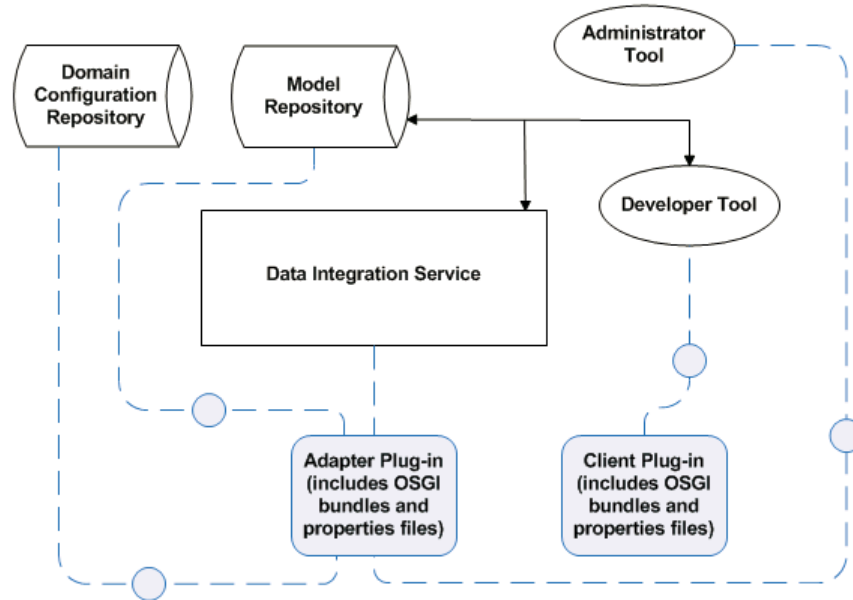 Administrator
Tool
Domain
Configuration
Repository
Model
Repository
Developer Tool
Data Integration Service
Adapter Plug-in
(includes OSGI
bundles and
properties files)
Client Plug-in
(includes OSGI
bundles and
properties files)